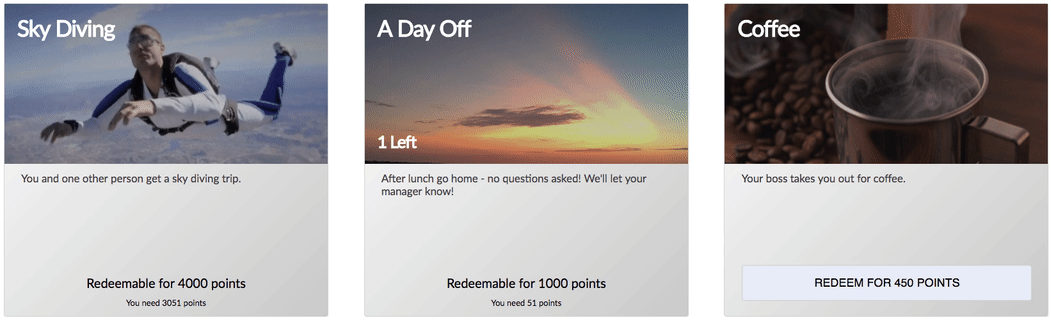 Sky Diving
You and one other person get a sky diving trip.
Redeemable for 4000 points
You need 3051 points
A Day Off
1 Left
After lunch go home - no questions asked! We'll let your
manager know!
Redeemable for 1000 points
You need 51 points
Coffee
Your boss takes you out for coffee.
REDEEM FOR 450 POINTS